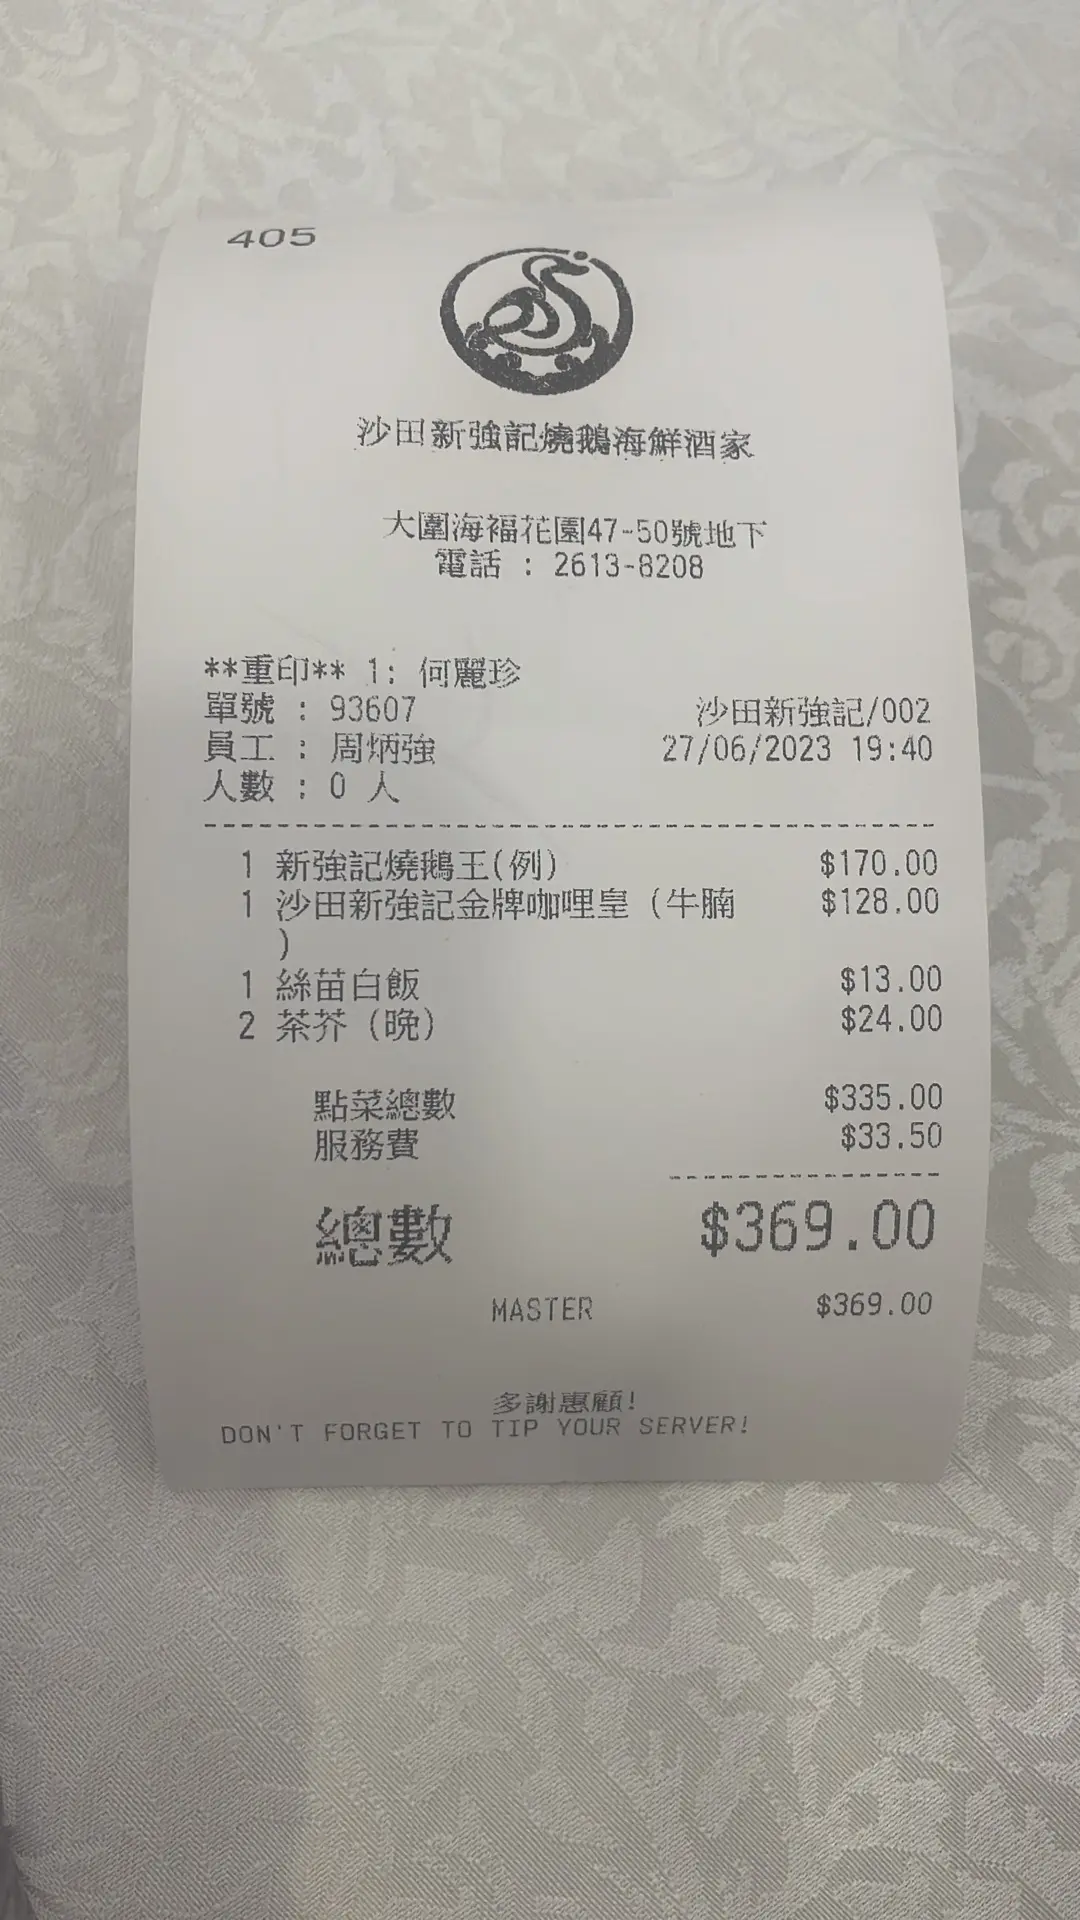 405
沙田新強記燒鵝海鮮酒家
大圍海福花園47-50號地下
電話 : 2613-8208
**重印** 1: 何麗珍
單號 : 93607 沙田新強記/002
員工 : 周炳強 27/06/2023 19:40
人數 : 0 人
1 新強記燒鵝王(例) $170.00
1 沙田新強記金牌咖哩皇 (牛腩 $128.00
)
1 絲苗白飯 $13.00
2 茶芥 (晚) $24.00
點菜總數 $335.00
服務費 $33.50
總數 $369.00
MASTER $369.00
多謝惠顧!
DON'T FORGET TO TIP YOUR SERVER!